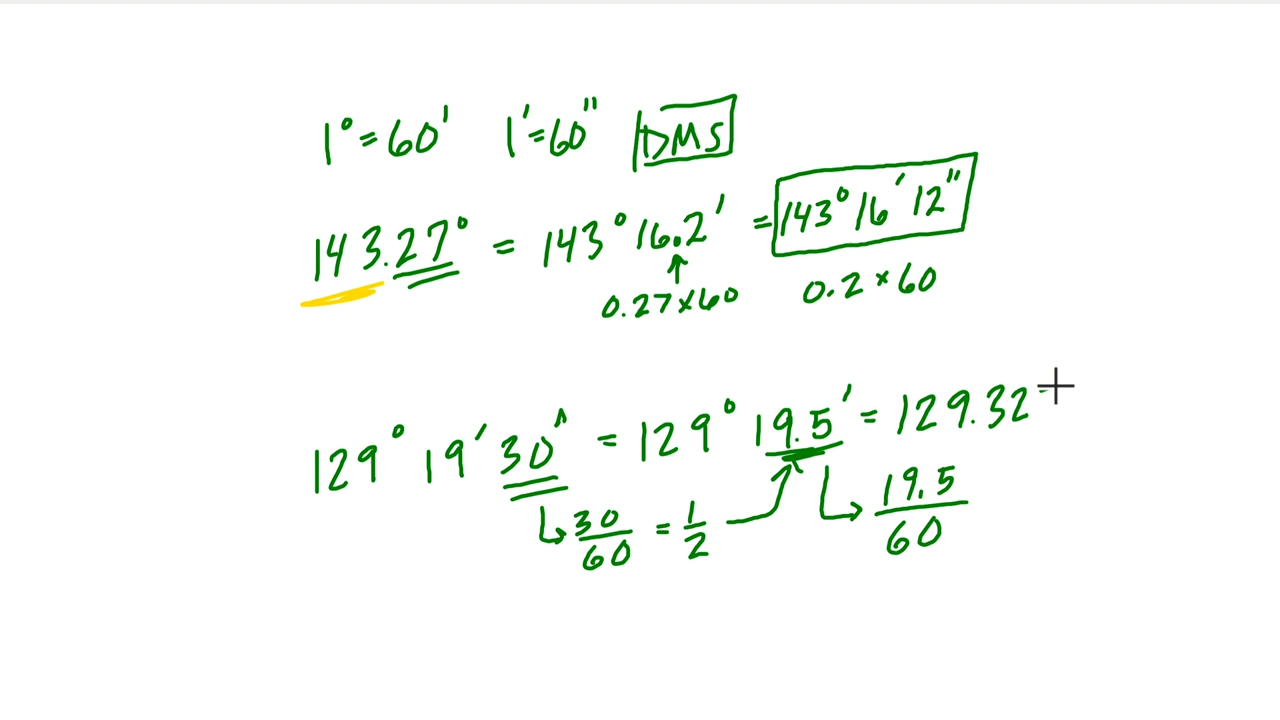 1° = 60' 1' = 60" DMS
143.27° = 143° 16.2' = 143° 16' 12"
0.27 × 60 0.2 × 60
129° 19' 30" = 129° 19.5' = 129.32
30/60 = 1/2 19.5/60